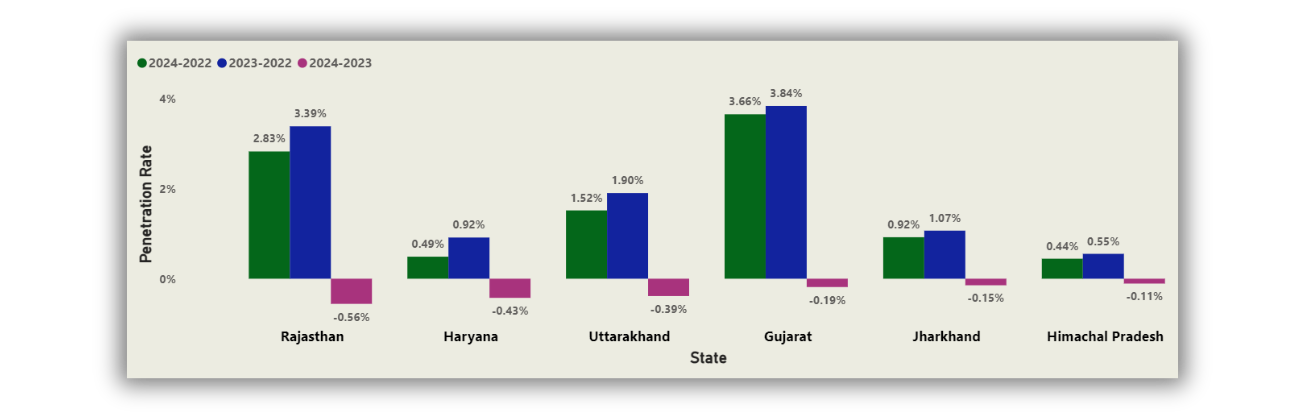 2024-2022 2023-2022 2024-2023
4%
2%
0%
Penetration Rate
2.83% 3.39% -0.56%
0.49% 0.92% -0.43%
1.52% 1.90% -0.39%
3.66% 3.84% -0.19%
0.92% 1.07% -0.15%
0.44% 0.55% -0.11%
Rajasthan Haryana Uttarakhand Gujarat Jharkhand Himachal Pradesh
State